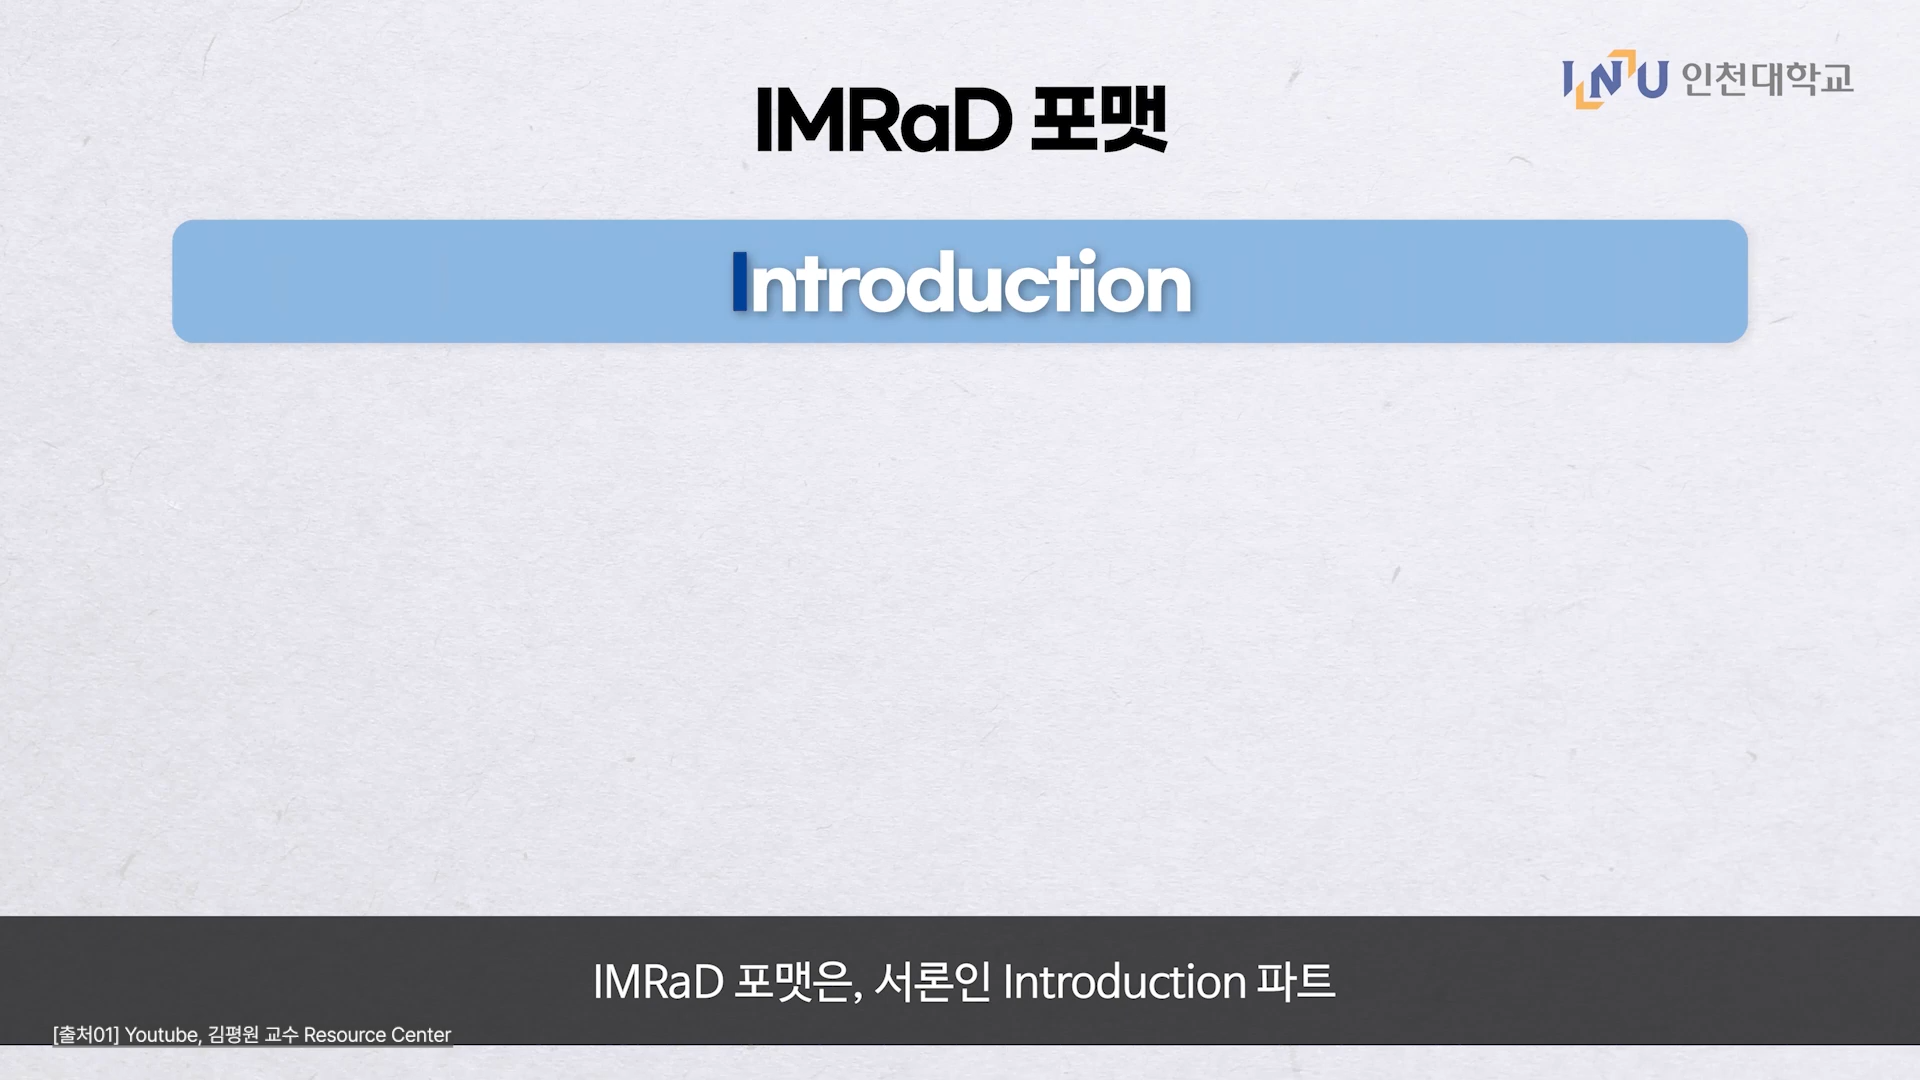 INU 인천대학교
IMRaD 포맷
Introduction
IMRaD 포맷은, 서론인 Introduction 파트
[출처01] Youtube, 김평원 교수 Resource Center